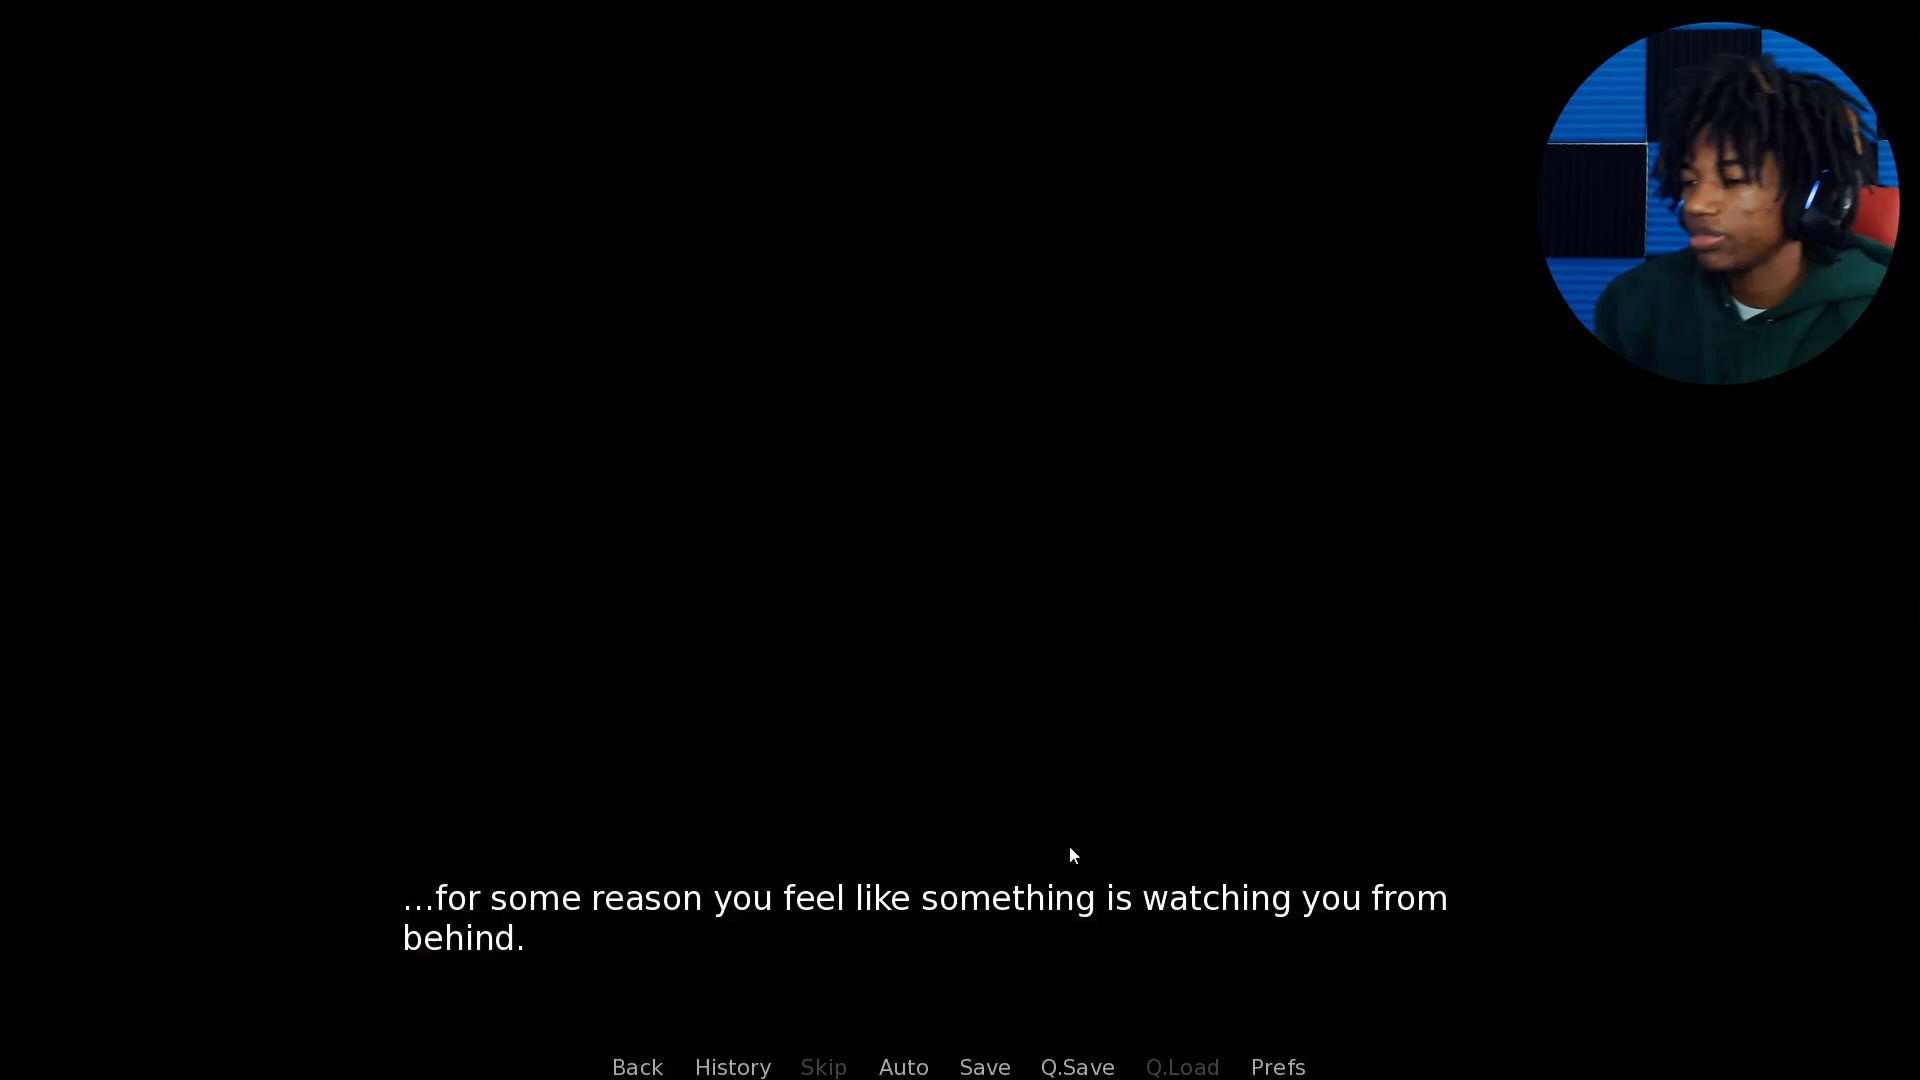 ...for some reason you feel like something is watching you from
behind.
Back History Skip Auto Save Q.Save Q.Load Prefs